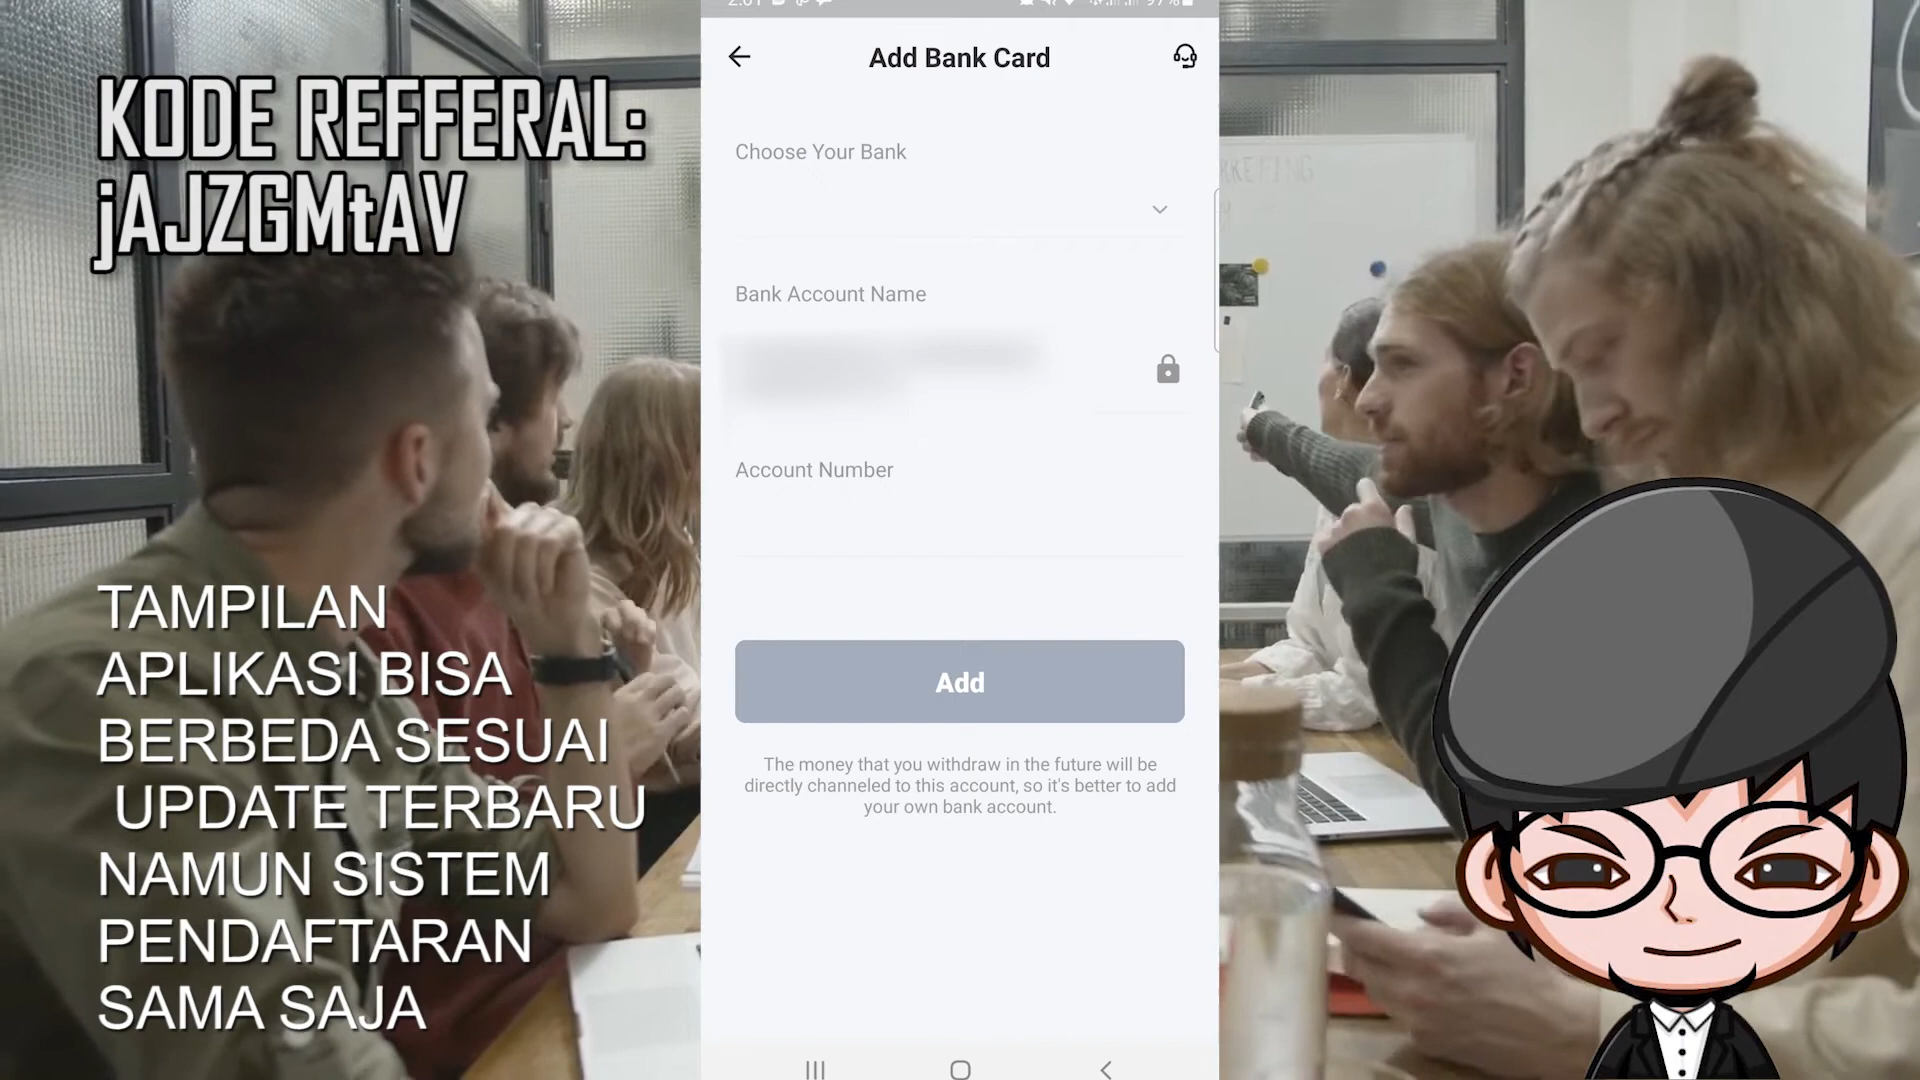 KODE REFFERAL:
jAJZGMtAV
TAMPILAN
APLIKASI BISA
BERBEDA SESUAI
UPDATE TERBARU
NAMUN SISTEM
PENDAFTARAN
SAMA SAJA
Add Bank Card
Choose Your Bank
Bank Account Name
Account Number
Add
The money that you withdraw in the future will be
directly channeled to this account, so it's better to add
your own bank account.